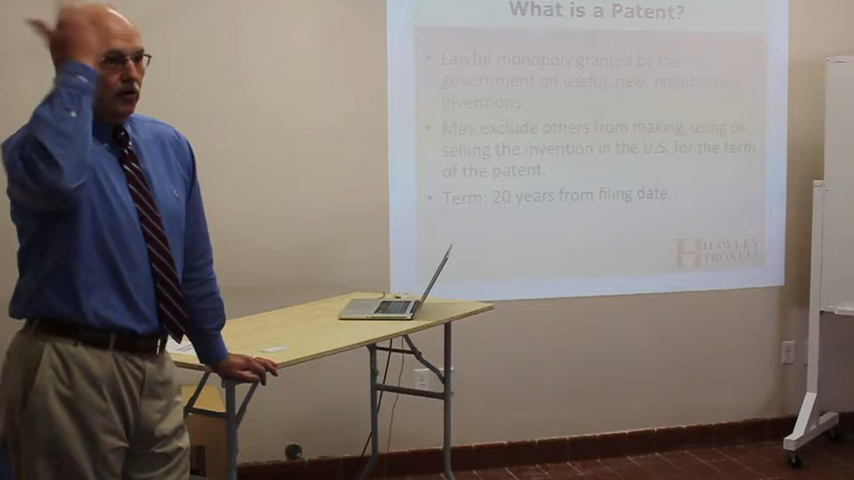 What is a Patent?
• Lawful monopoly granted by the
government on useful, new, nonobvious
inventions.
• May exclude others from making, using or
selling the invention in the U.S. for the term
of the patent.
• Term: 20 years from filing date.
HAWLEY
TROXELL